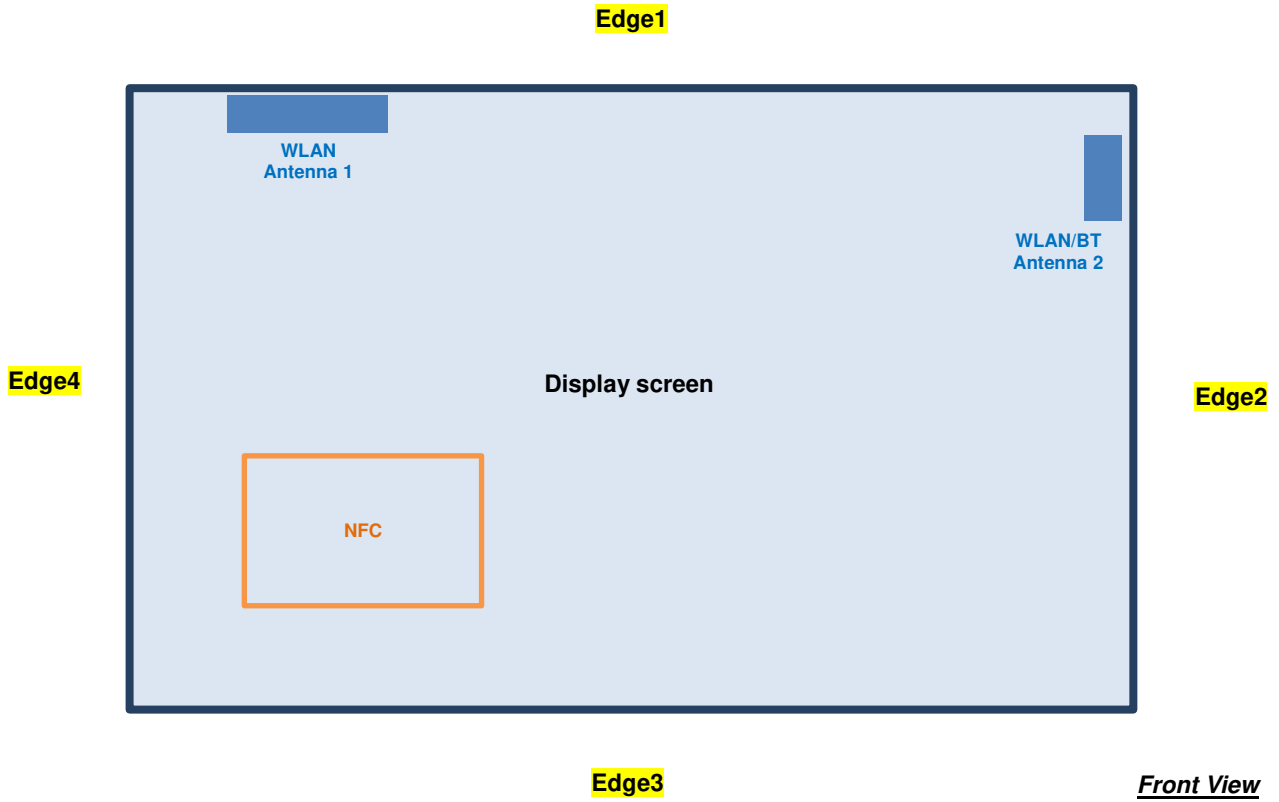 Edge1
WLAN
Antenna 1
WLAN/BT
Antenna 2
Edge4
Display screen
Edge2
NFC
Edge3
Front View